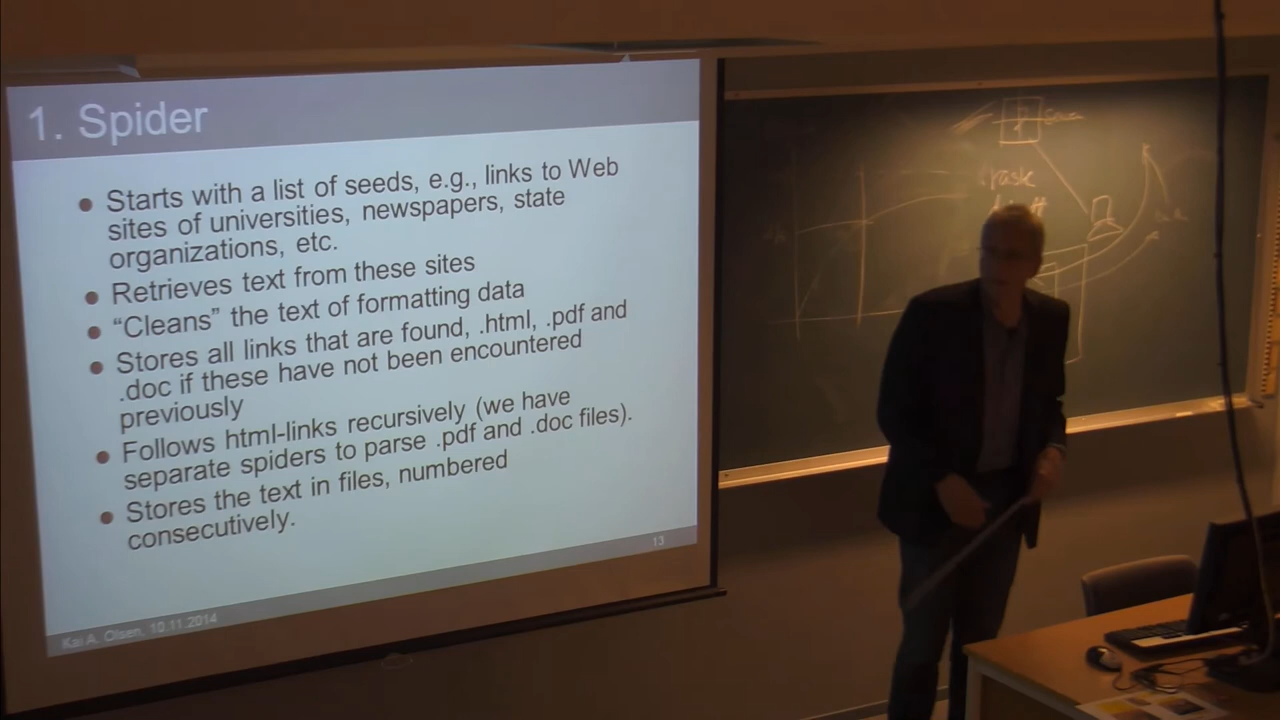 1. Spider
• Starts with a list of seeds, e.g., links to Web
sites of universities, newspapers, state
organizations, etc.
• Retrieves text from these sites
• “Cleans” the text of formatting data
• Stores all links that are found, .html, .pdf and
.doc if these have not been encountered
previously
• Follows html-links recursively (we have
separate spiders to parse .pdf and .doc files).
• Stores the text in files, numbered
consecutively.
13
Kai A. Olsen, 10.11.2014